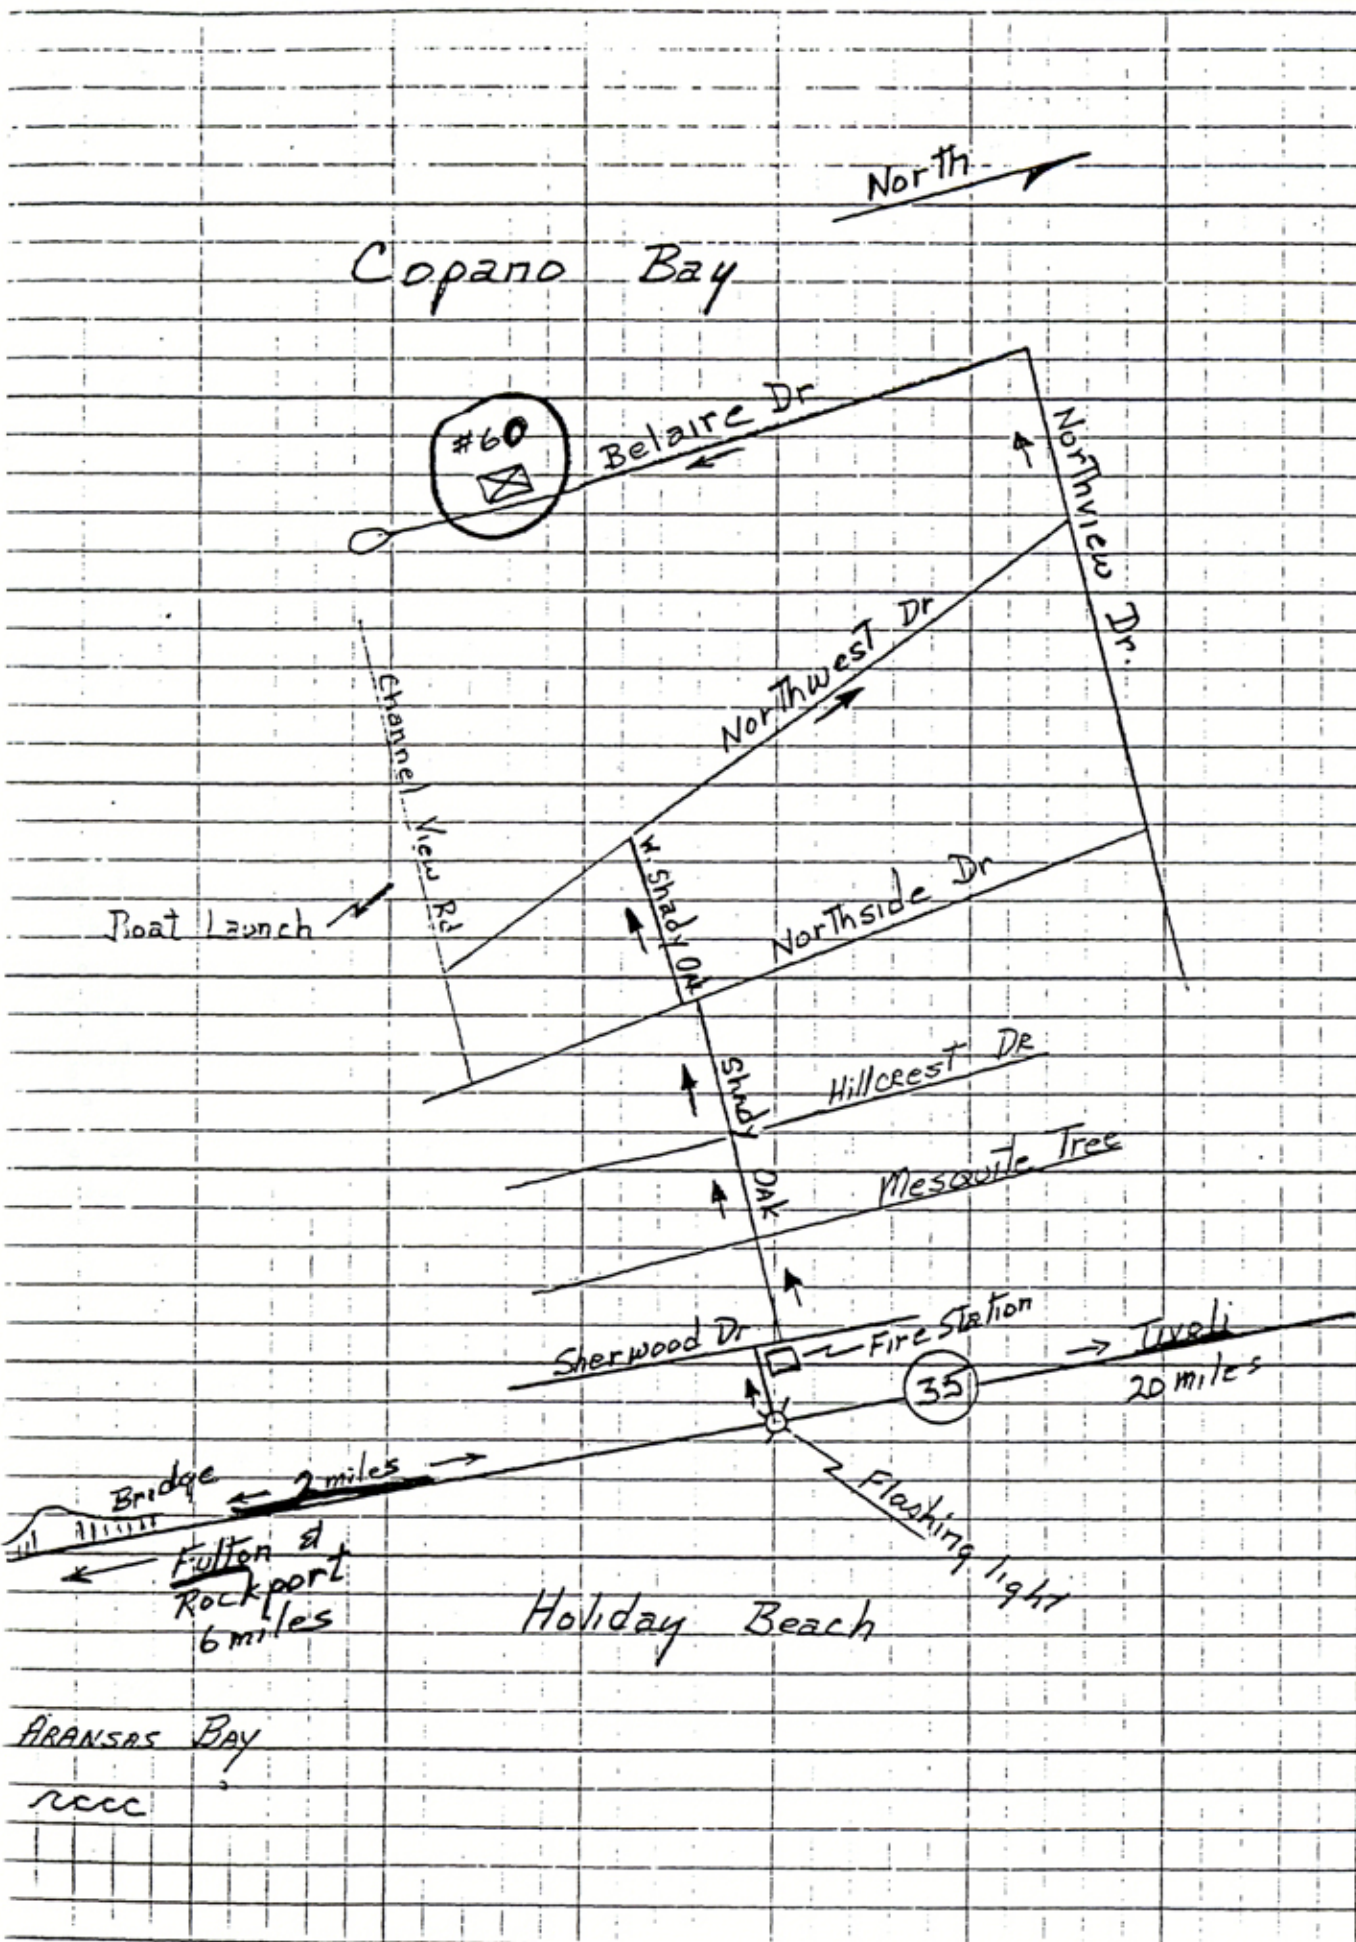 North
Copano Bay
#60
Belaire Dr
Northview Dr.
Northwest Dr
Channel View Rd
W. Shady OAK
Boat Launch
Northside Dr
Shady OAK
Hillcrest DR
Mesquite Tree
Sherwood Dr
Fire Station
Tivoli
20 miles
35
Bridge
2 miles
Flashing light
Fulton &
Rockport
6 miles
Holiday Beach
ARANSAS BAY